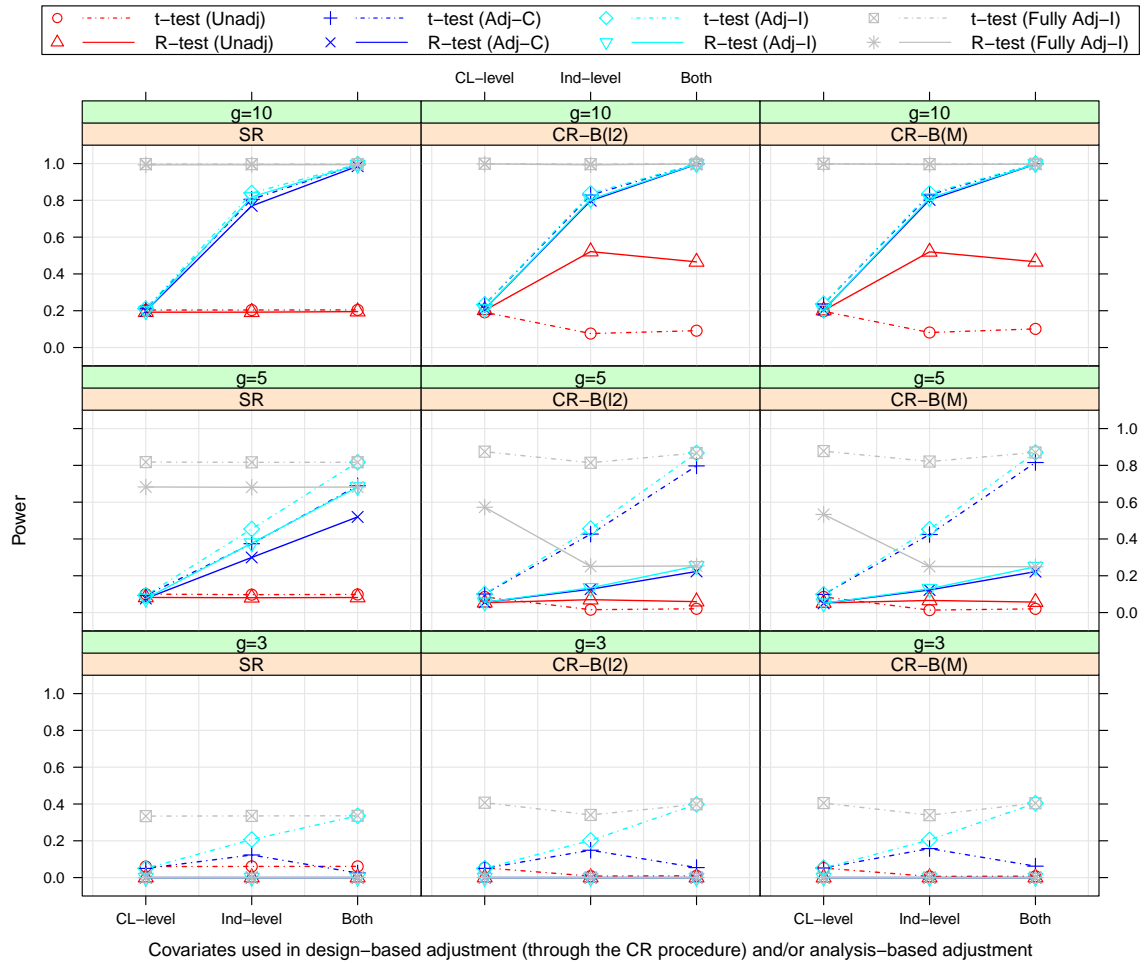 t−test (Unadj) t−test (Adj−C) t−test (Adj−I) t−test (Fully Adj−I)
R−test (Unadj) R−test (Adj−C) R−test (Adj−I) R−test (Fully Adj−I)
CL−level Ind−level Both
g=10 g=10 g=10
SR CR−B(l2) CR−B(M)
1.0
0.8
0.6
0.4
0.2
0.0
g=5 g=5 g=5
SR CR−B(l2) CR−B(M)
1.0
0.8
0.6
0.4
0.2
0.0
Power
g=3 g=3 g=3
SR CR−B(l2) CR−B(M)
1.0
0.8
0.6
0.4
0.2
0.0
CL−level Ind−level Both CL−level Ind−level Both
Covariates used in design−based adjustment (through the CR procedure) and/or analysis−based adjustment